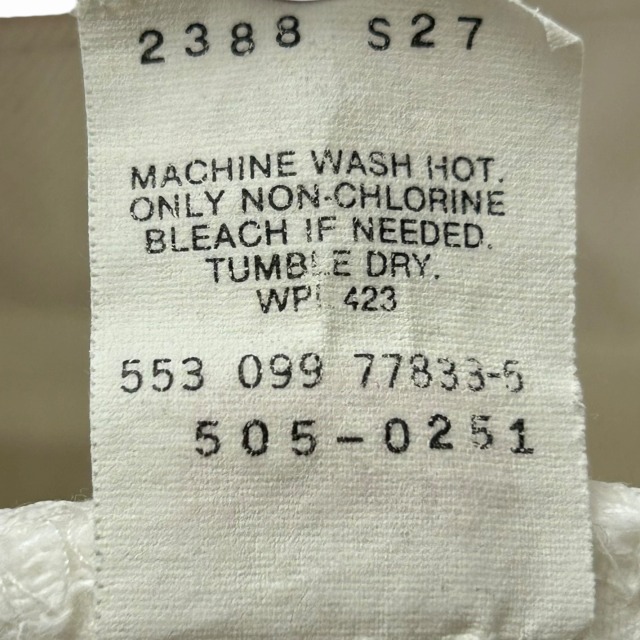 2388 S27
MACHINE WASH HOT.
ONLY NON-CHLORINE
BLEACH IF NEEDED.
TUMBLE DRY.
WPL 423
553 099 77833-5
505-0251